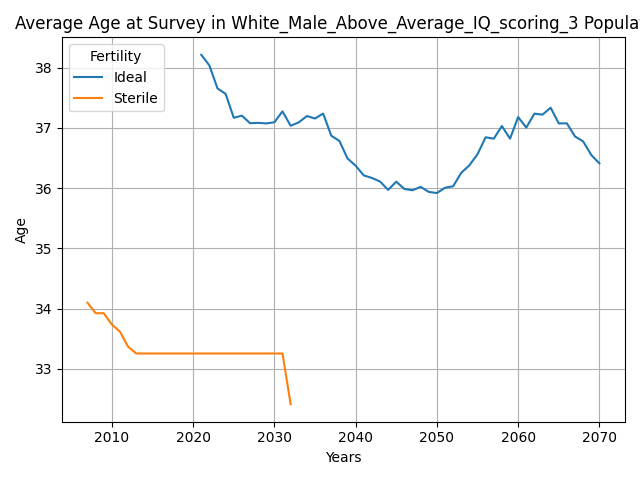 Average Age at Survey in White_Male_Above_Average_IQ_scoring_3 Popula
Fertility
Ideal
Sterile
38
37
36
35
34
33
Age
2010 2020 2030 2040 2050 2060 2070
Years